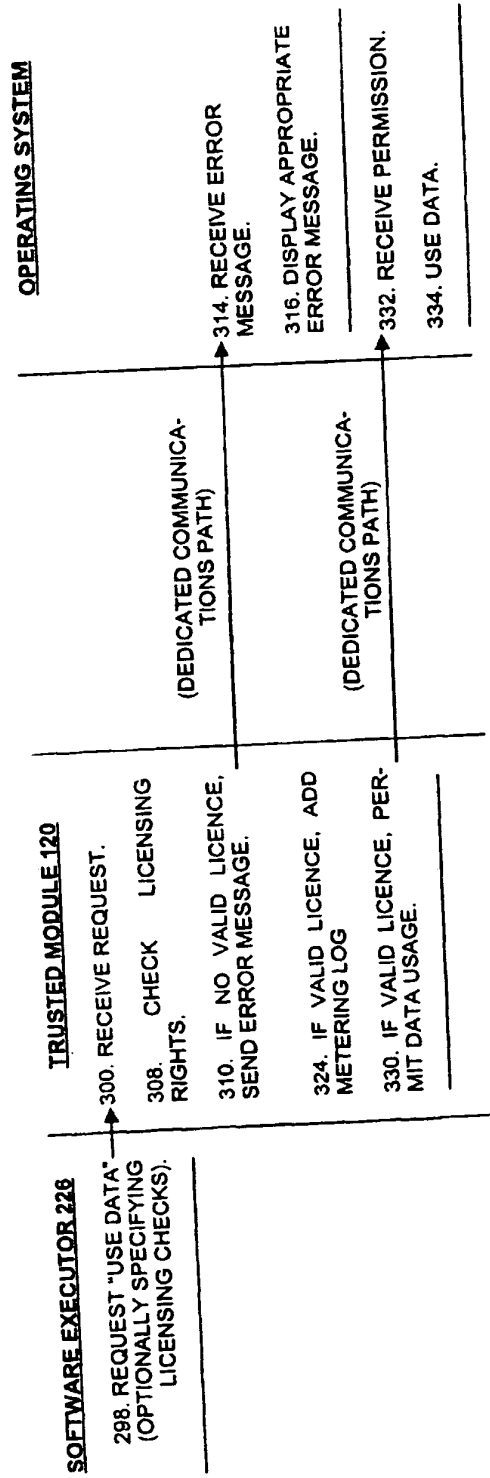 SOFTWARE EXECUTOR 226
298. REQUEST "USE DATA"
(OPTIONALLY SPECIFYING
LICENSING CHECKS).
TRUSTED MODULE 120
300. RECEIVE REQUEST.
308. CHECK LICENSING
RIGHTS.
310. IF NO VALID LICENCE,
SEND ERROR MESSAGE.
324. IF VALID LICENCE, ADD
METERING LOG
330. IF VALID LICENCE, PER-
MIT DATA USAGE.
(DEDICATED COMMUNICA-
TIONS PATH)
(DEDICATED COMMUNICA-
TIONS PATH)
OPERATING SYSTEM
314. RECEIVE ERROR
MESSAGE.
316. DISPLAY APPROPRIATE
ERROR MESSAGE.
332. RECEIVE PERMISSION.
334. USE DATA.